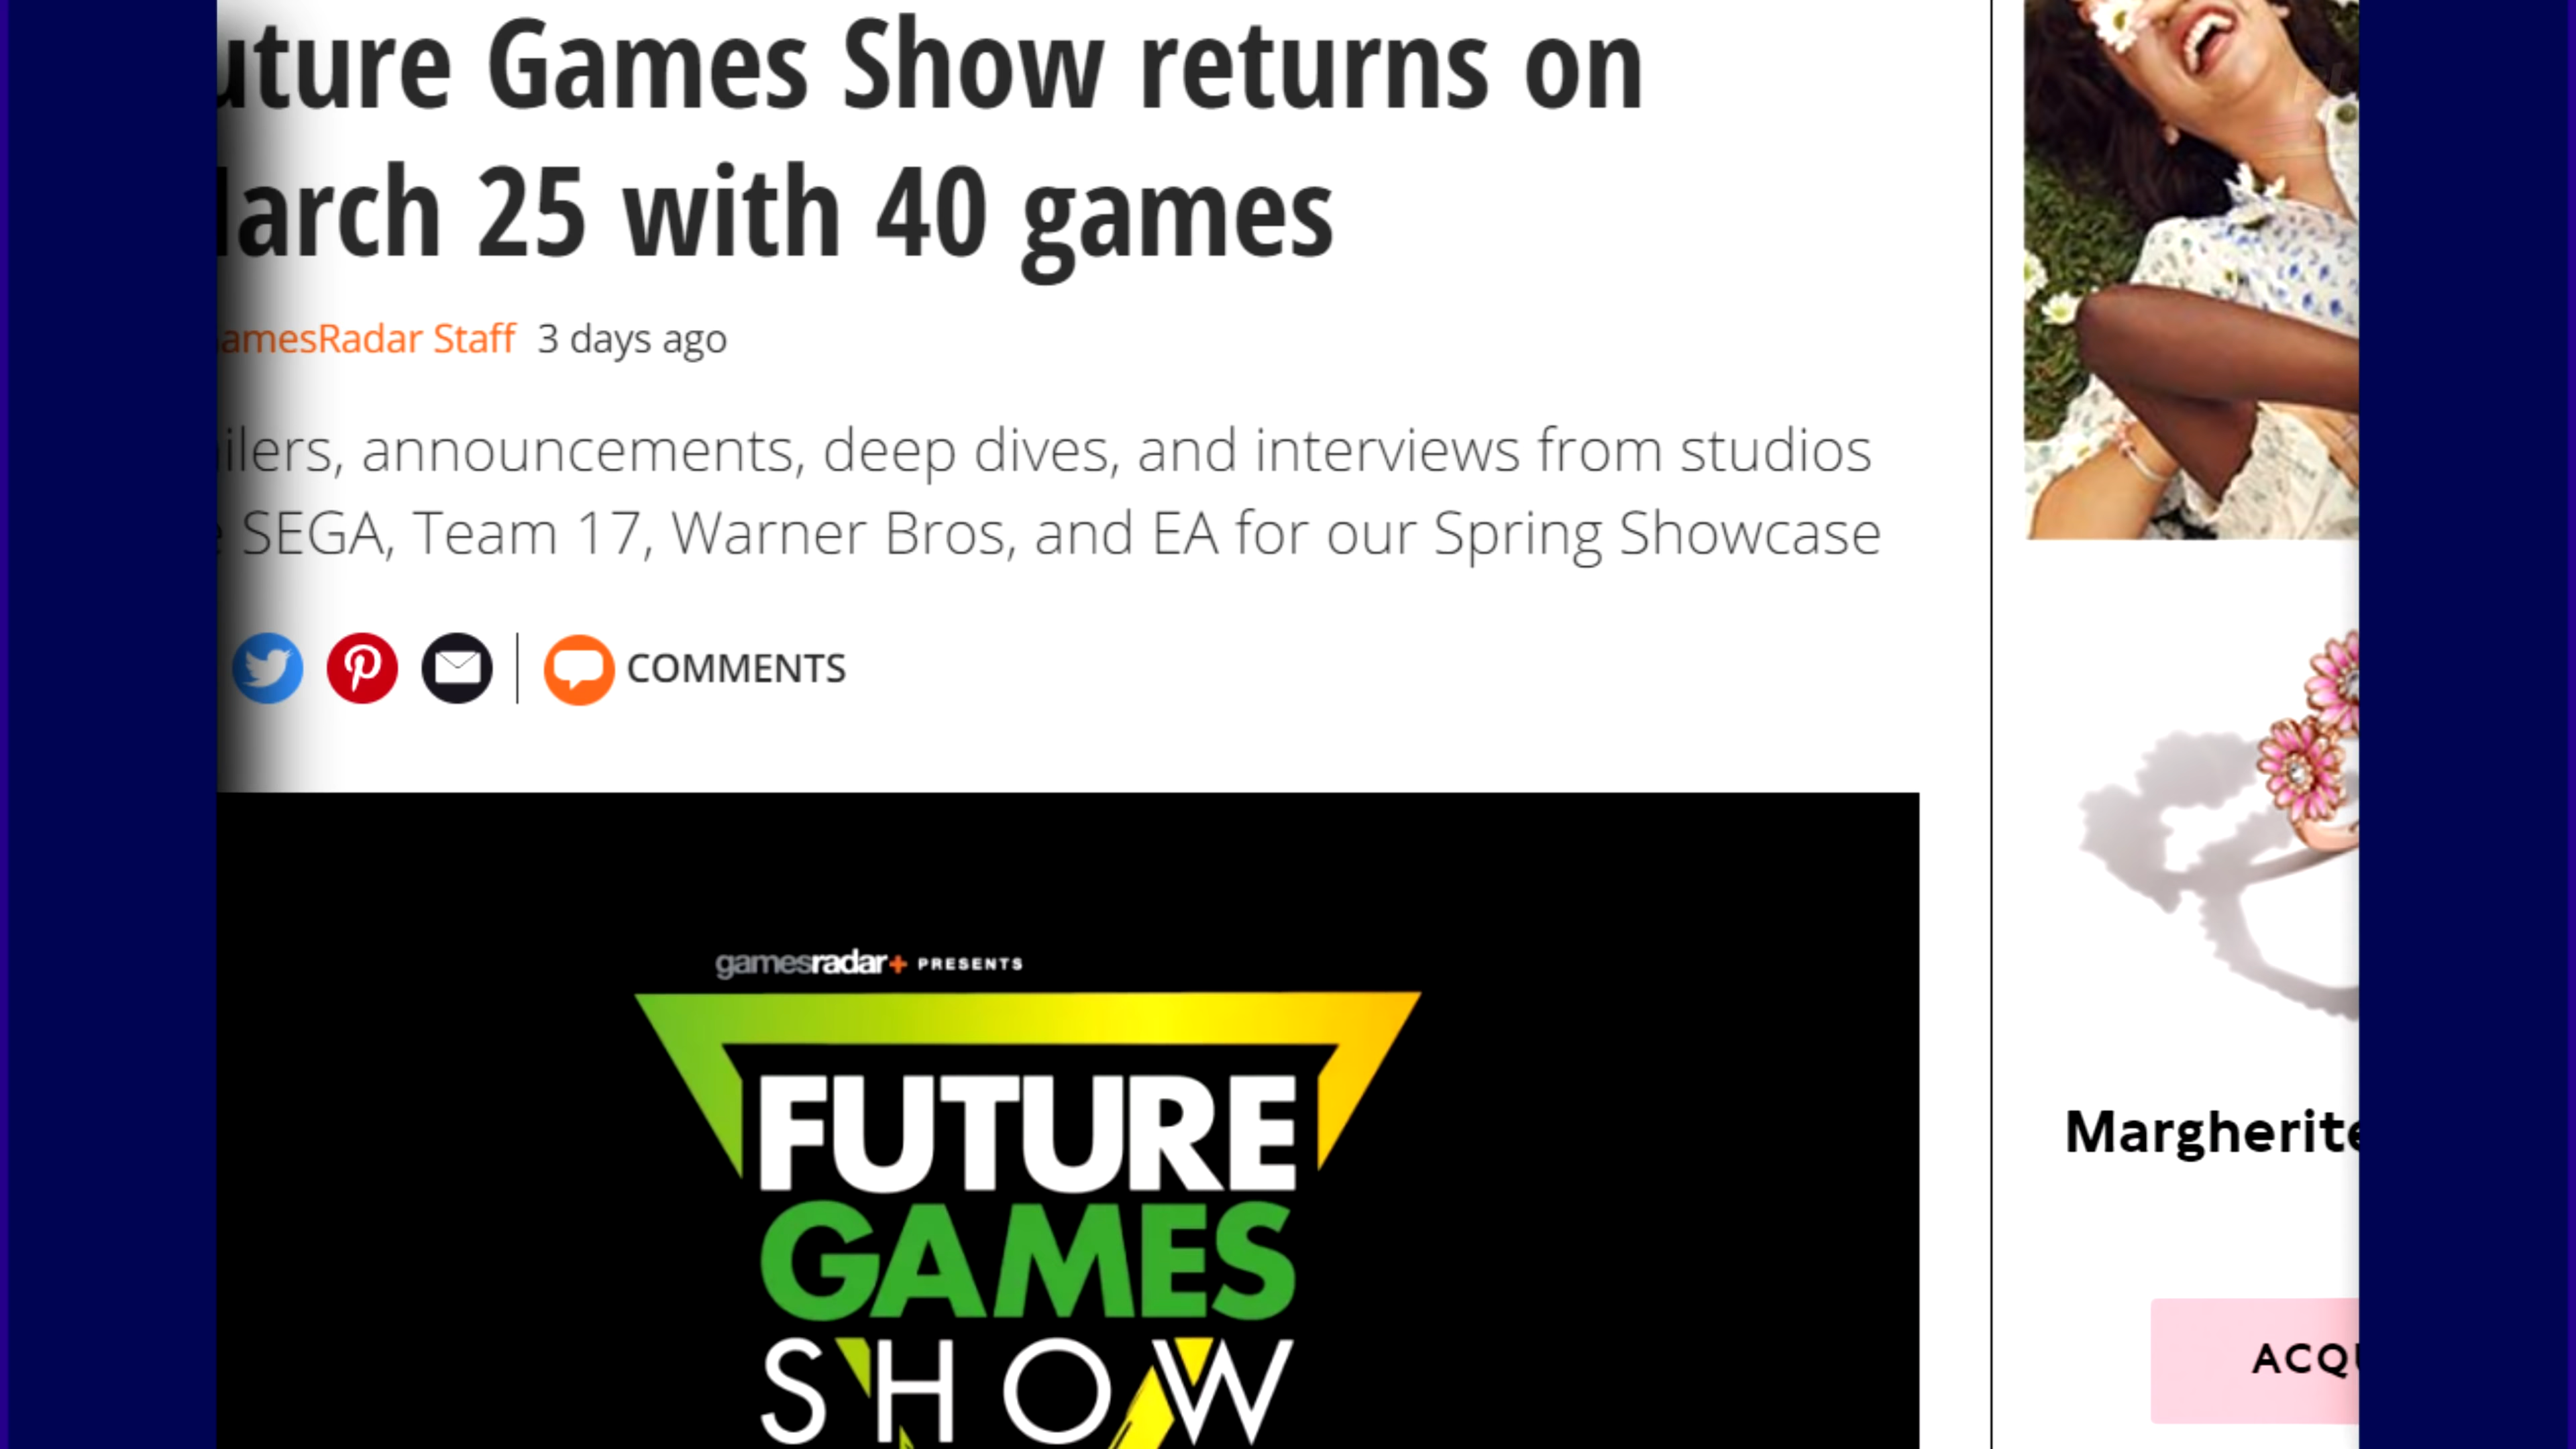 uture Games Show returns on
arch 25 with 40 games
amesRadar Staff 3 days ago
ilers, announcements, deep dives, and interviews from studios
e SEGA, Team 17, Warner Bros, and EA for our Spring Showcase
COMMENTS
gamesradar+ PRESENTS
FUTURE
GAMES
SHOW
Margherite
ACQU